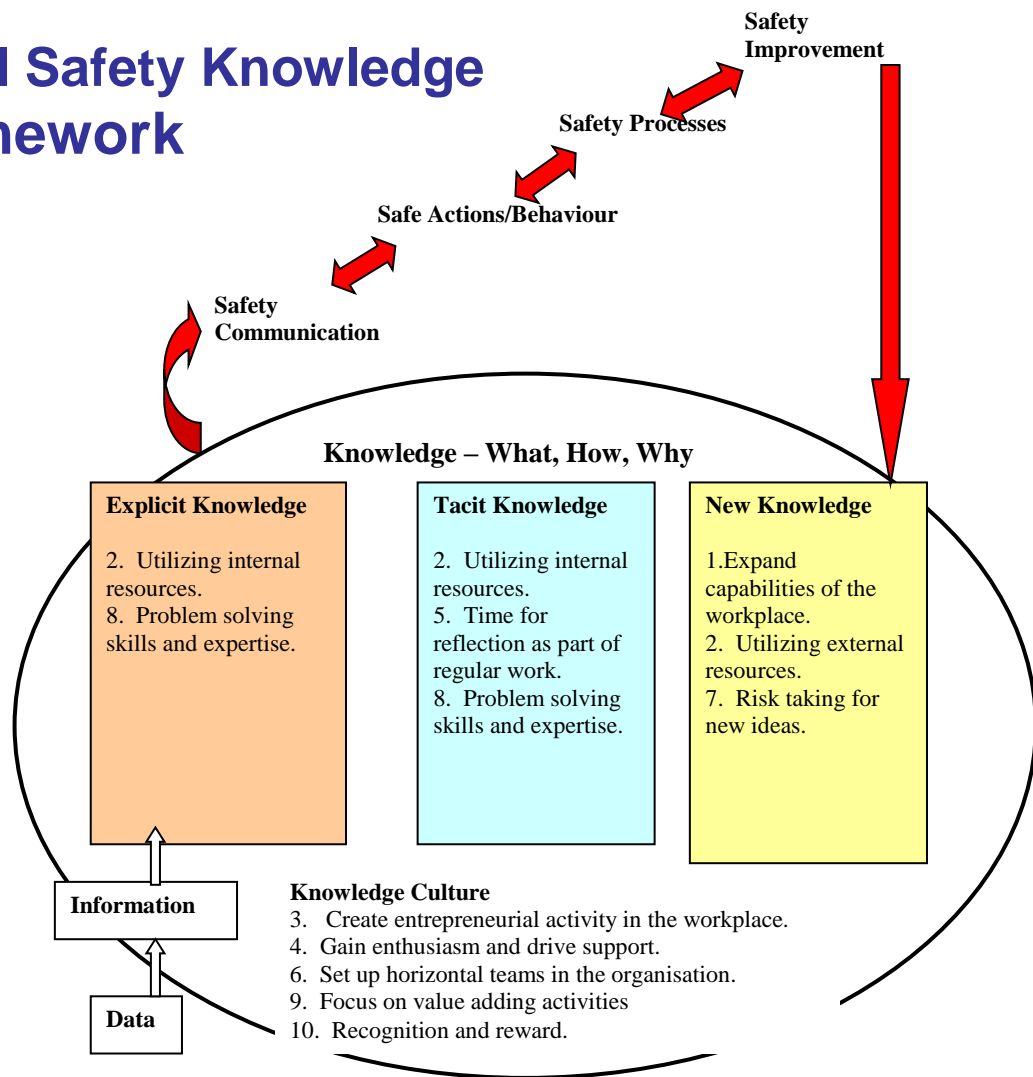 Safety Knowledge
Safety
Improvement
Safety Processes
Safe Actions/Behaviour
Safety
Communication
Knowledge – What, How, Why
Explicit Knowledge
2. Utilizing internal
resources.
8. Problem solving
skills and expertise.
Tacit Knowledge
2. Utilizing internal
resources.
5. Time for
reflection as part of
regular work.
8. Problem solving
skills and expertise.
New Knowledge
1.Expand
capabilities of the
workplace.
2. Utilizing external
resources.
7. Risk taking for
new ideas.
Information
Data
Knowledge Culture
3. Create entrepreneurial activity in the workplace.
4. Gain enthusiasm and drive support.
6. Set up horizontal teams in the organisation.
9. Focus on value adding activities
10. Recognition and reward.